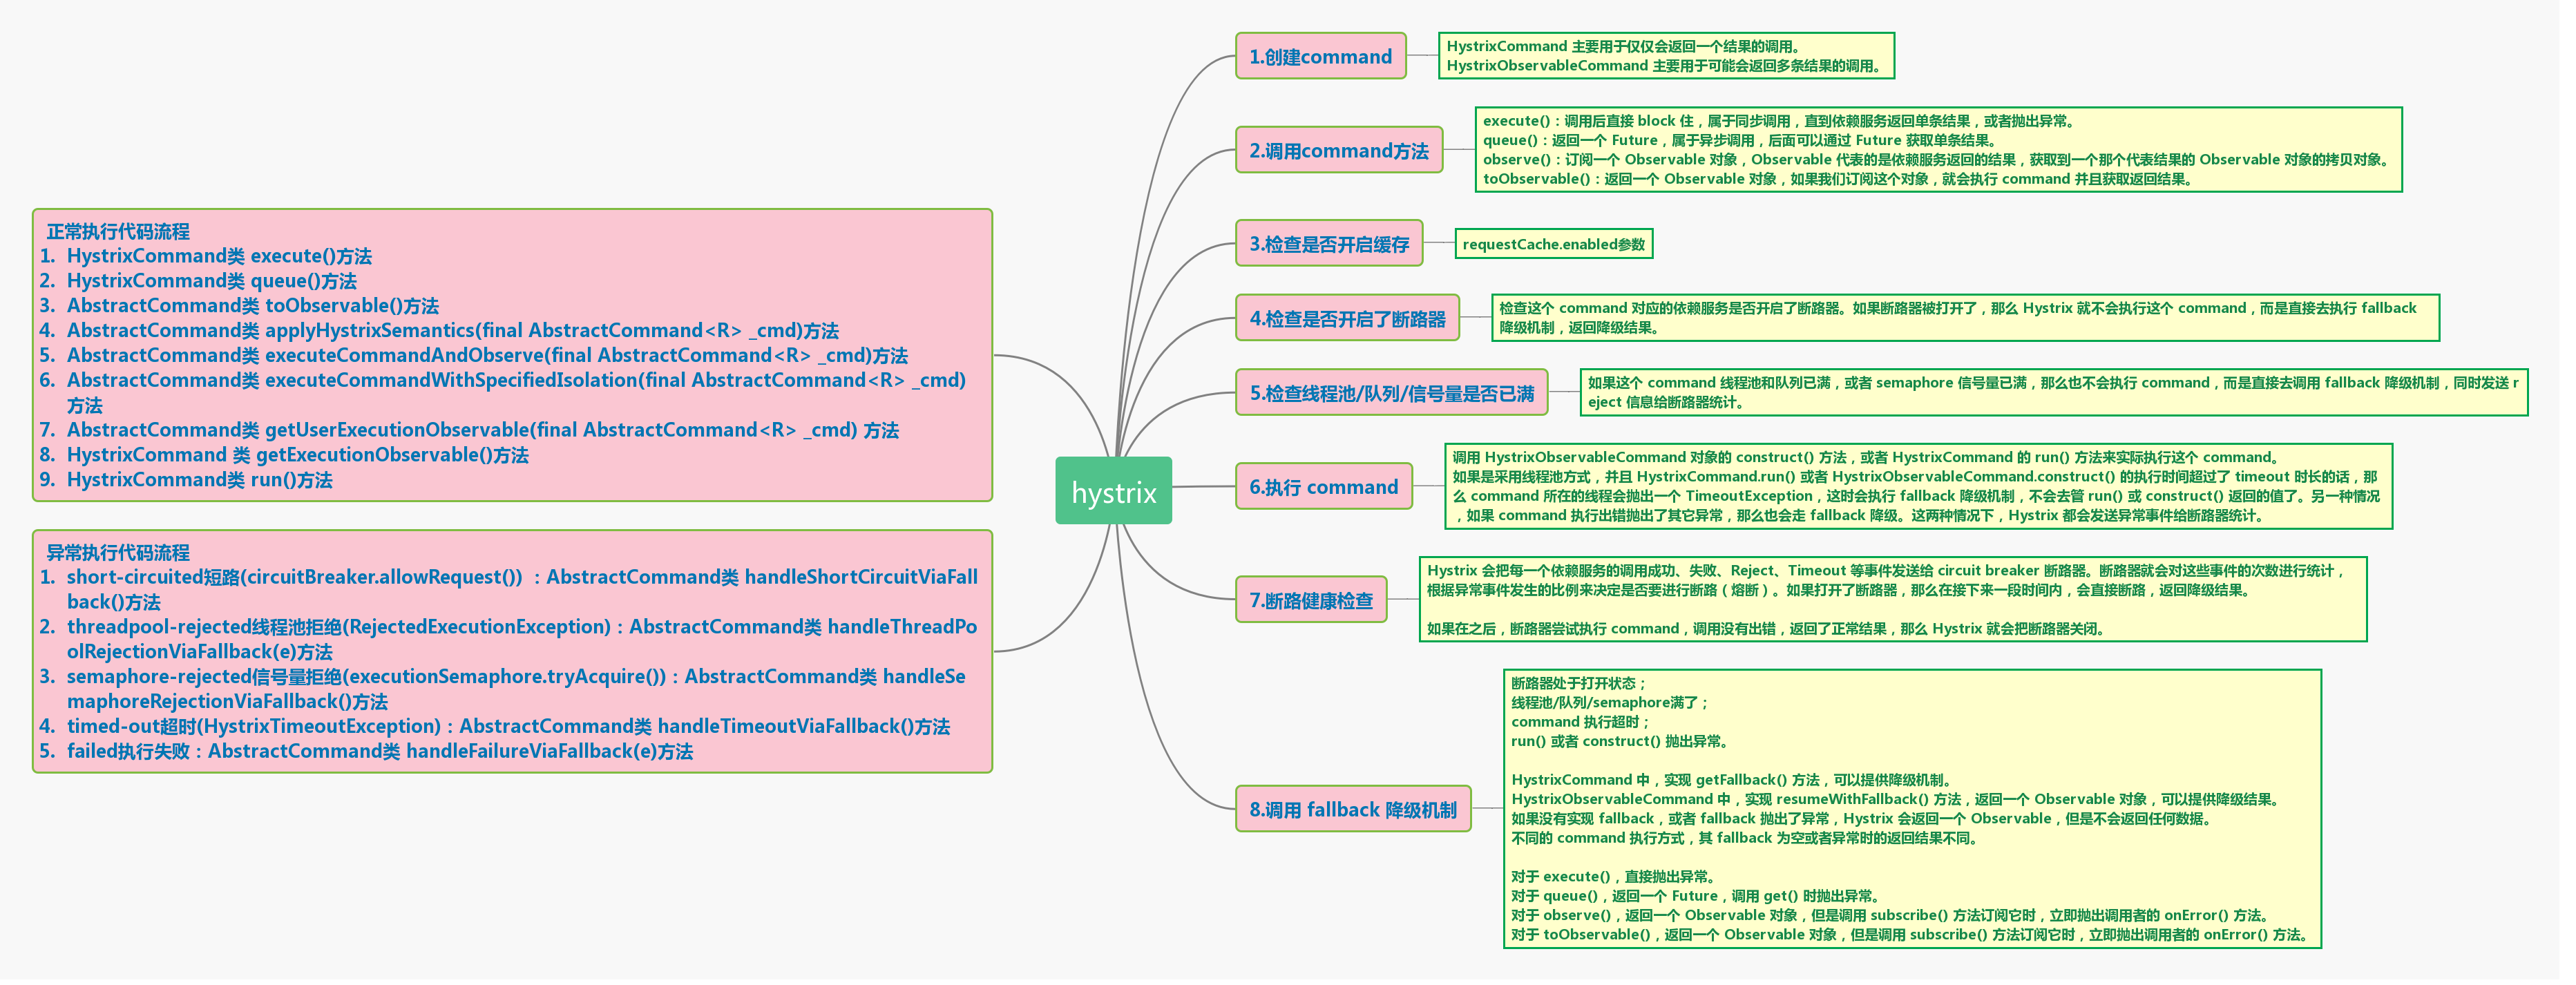 正常执行代码流程
1. HystrixCommand类 execute()方法
2. HystrixCommand类 queue()方法
3. AbstractCommand类 toObservable()方法
4. AbstractCommand类 applyHystrixSemantics(final AbstractCommand<R> _cmd)方法
5. AbstractCommand类 executeCommandAndObserve(final AbstractCommand<R> _cmd)方法
6. AbstractCommand类 executeCommandWithSpecifiedIsolation(final AbstractCommand<R> _cmd)
方法
7. AbstractCommand类 getUserExecutionObservable(final AbstractCommand<R> _cmd) 方法
8. HystrixCommand 类 getExecutionObservable()方法
9. HystrixCommand类 run()方法
异常执行代码流程
1. short-circuited短路(circuitBreaker.allowRequest()) ：AbstractCommand类 handleShortCircuitViaFall
back()方法
2. threadpool-rejected线程池拒绝(RejectedExecutionException)：AbstractCommand类 handleThreadPo
olRejectionViaFallback(e)方法
3. semaphore-rejected信号量拒绝(executionSemaphore.tryAcquire())：AbstractCommand类 handleSe
maphoreRejectionViaFallback()方法
4. timed-out超时(HystrixTimeoutException)：AbstractCommand类 handleTimeoutViaFallback()方法
5. failed执行失败：AbstractCommand类 handleFailureViaFallback(e)方法
hystrix
1.创建command
HystrixCommand 主要用于仅仅会返回一个结果的调用。
HystrixObservableCommand 主要用于可能会返回多条结果的调用。
2.调用command方法
execute()：调用后直接 block 住，属于同步调用，直到依赖服务返回单条结果，或者抛出异常。
queue()：返回一个 Future，属于异步调用，后面可以通过 Future 获取单条结果。
observe()：订阅一个 Observable 对象，Observable 代表的是依赖服务返回的结果，获取到一个那个代表结果的 Observable 对象的拷贝对象。
toObservable()：返回一个 Observable 对象，如果我们订阅这个对象，就会执行 command 并且获取返回结果。
3.检查是否开启缓存
requestCache.enabled参数
4.检查是否开启了断路器
检查这个 command 对应的依赖服务是否开启了断路器。如果断路器被打开了，那么 Hystrix 就不会执行这个 command，而是直接去执行 fallback
降级机制，返回降级结果。
5.检查线程池/队列/信号量是否已满
如果这个 command 线程池和队列已满，或者 semaphore 信号量已满，那么也不会执行 command，而是直接去调用 fallback 降级机制，同时发送 r
eject 信息给断路器统计。
6.执行 command
调用 HystrixObservableCommand 对象的 construct() 方法，或者 HystrixCommand 的 run() 方法来实际执行这个 command。
如果是采用线程池方式，并且 HystrixCommand.run() 或者 HystrixObservableCommand.construct() 的执行时间超过了 timeout 时长的话，那
么 command 所在的线程会抛出一个 TimeoutException，这时会执行 fallback 降级机制，不会去管 run() 或 construct() 返回的值了。另一种情况
，如果 command 执行出错抛出了其它异常，那么也会走 fallback 降级。这两种情况下，Hystrix 都会发送异常事件给断路器统计。
7.断路健康检查
Hystrix 会把每一个依赖服务的调用成功、失败、Reject、Timeout 等事件发送给 circuit breaker 断路器。断路器就会对这些事件的次数进行统计，
根据异常事件发生的比例来决定是否要进行断路（熔断）。如果打开了断路器，那么在接下来一段时间内，会直接断路，返回降级结果。
如果在之后，断路器尝试执行 command，调用没有出错，返回了正常结果，那么 Hystrix 就会把断路器关闭。
8.调用 fallback 降级机制
断路器处于打开状态；
线程池/队列/semaphore满了；
command 执行超时；
run() 或者 construct() 抛出异常。
HystrixCommand 中，实现 getFallback() 方法，可以提供降级机制。
HystrixObservableCommand 中，实现 resumeWithFallback() 方法，返回一个 Observable 对象，可以提供降级结果。
如果没有实现 fallback，或者 fallback 抛出了异常，Hystrix 会返回一个 Observable，但是不会返回任何数据。
不同的 command 执行方式，其 fallback 为空或者异常时的返回结果不同。
对于 execute()，直接抛出异常。
对于 queue()，返回一个 Future，调用 get() 时抛出异常。
对于 observe()，返回一个 Observable 对象，但是调用 subscribe() 方法订阅它时，立即抛出调用者的 onError() 方法。
对于 toObservable()，返回一个 Observable 对象，但是调用 subscribe() 方法订阅它时，立即抛出调用者的 onError() 方法。